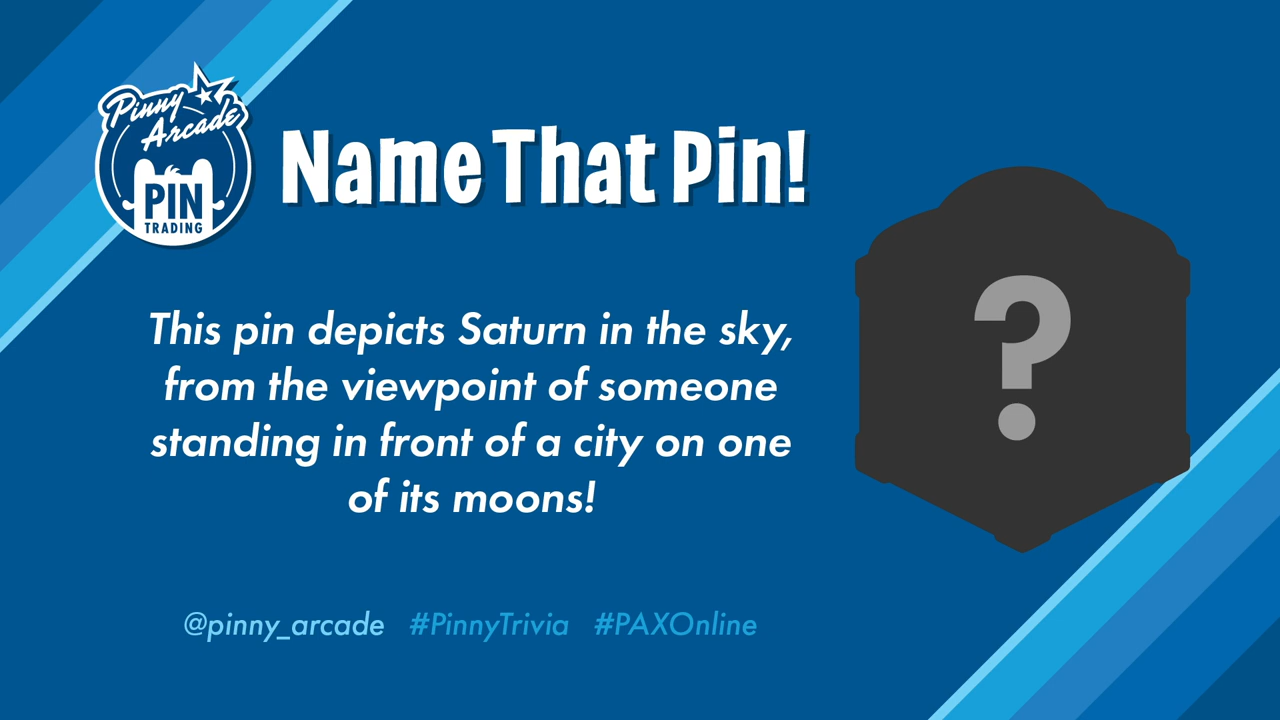 Pinny
Arcade
PIN
TRADING
Name That Pin!
This pin depicts Saturn in the sky,
from the viewpoint of someone
standing in front of a city on one
of its moons!
?
@pinny_arcade #PinnyTrivia #PAXOnline